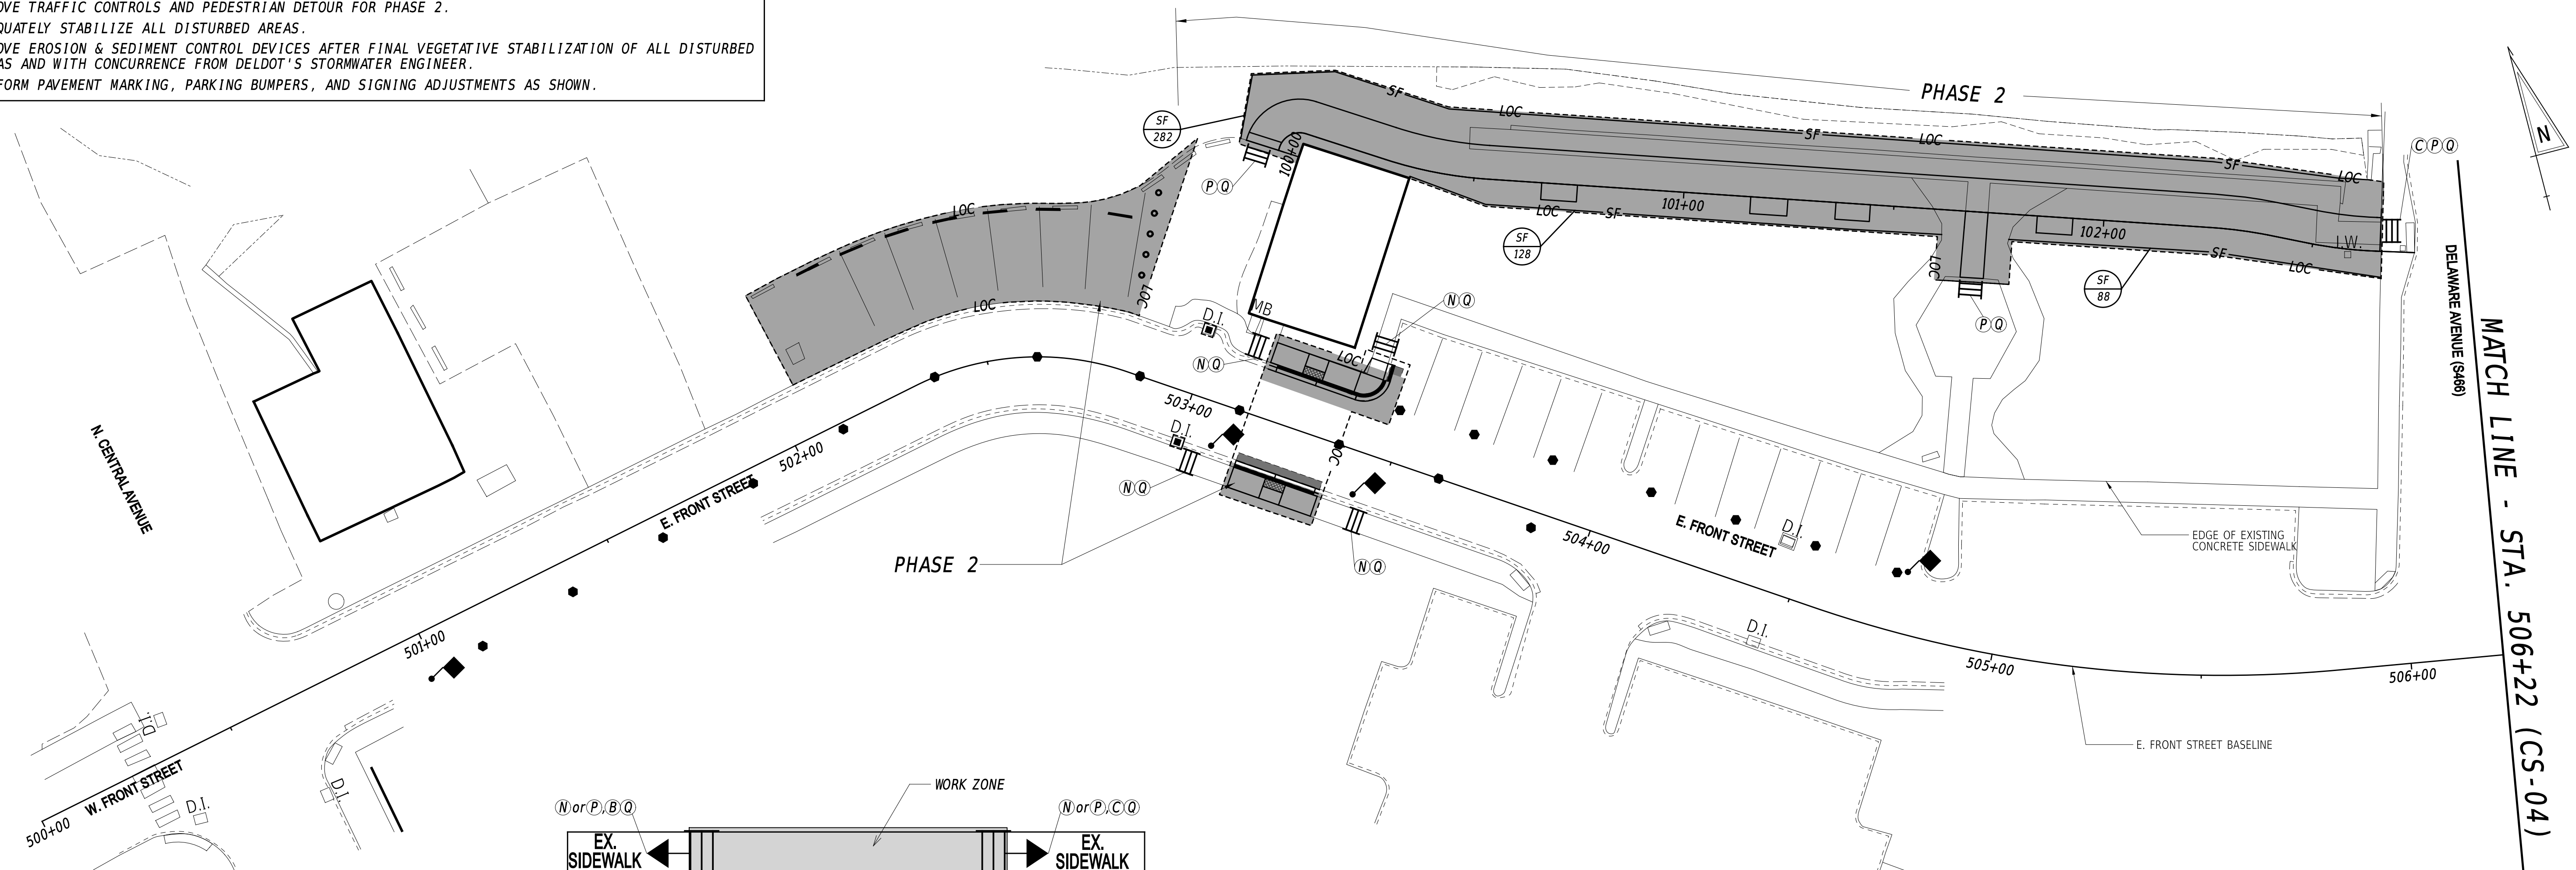 OVE TRAFFIC CONTROLS AND PEDESTRIAN DETOUR FOR PHASE 2.
QUATELY STABILIZE ALL DISTURBED AREAS.
OVE EROSION & SEDIMENT CONTROL DEVICES AFTER FINAL VEGETATIVE STABILIZATION OF ALL DISTURBED
AS AND WITH CONCURRENCE FROM DELDOT'S STORMWATER ENGINEER.
FORM PAVEMENT MARKING, PARKING BUMPERS, AND SIGNING ADJUSTMENTS AS SHOWN.
PHASE 2
SF
LOC
SF
282
SF
LOC
SF
LOC
N
C P Q
100+00
P Q
LOC
LOC
SF
101+00
SF
128
102+00
I.W.
SF
LOC
LOC
SF
88
P Q
LOC
LOC
D.I.
MB
N Q
LOC
N Q
DELAWARE AVENUE (S466)
MATCH LINE - STA. 506+22 (CS-04)
503+00
D.I.
LOC
N Q
502+00
E. FRONT STREET
N. CENTRAL AVENUE
PHASE 2
N Q
504+00
E. FRONT STREET
D.I.
EDGE OF EXISTING
CONCRETE SIDEWALK
501+00
D.I.
505+00
506+00
E. FRONT STREET BASELINE
D.I.
W. FRONT STREET
500+00
D.I.
D.I.
WORK ZONE
N or P, B Q
N or P, C Q
EX.
SIDEWALK
EX.
SIDEWALK